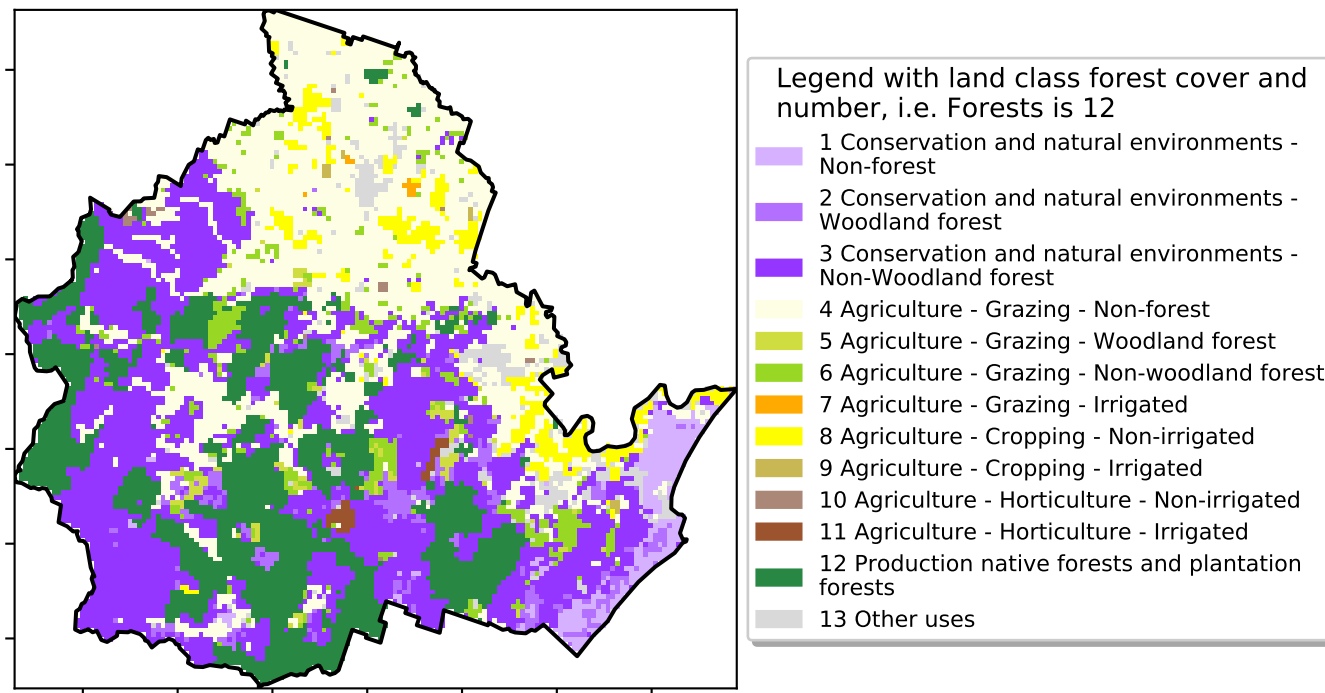 Legend with land class forest cover and
number, i.e. Forests is 12
1 Conservation and natural environments -
Non-forest
2 Conservation and natural environments -
Woodland forest
3 Conservation and natural environments -
Non-Woodland forest
4 Agriculture - Grazing - Non-forest
5 Agriculture - Grazing - Woodland forest
6 Agriculture - Grazing - Non-woodland forest
7 Agriculture - Grazing - Irrigated
8 Agriculture - Cropping - Non-irrigated
9 Agriculture - Cropping - Irrigated
10 Agriculture - Horticulture - Non-irrigated
11 Agriculture - Horticulture - Irrigated
12 Production native forests and plantation
forests
13 Other uses